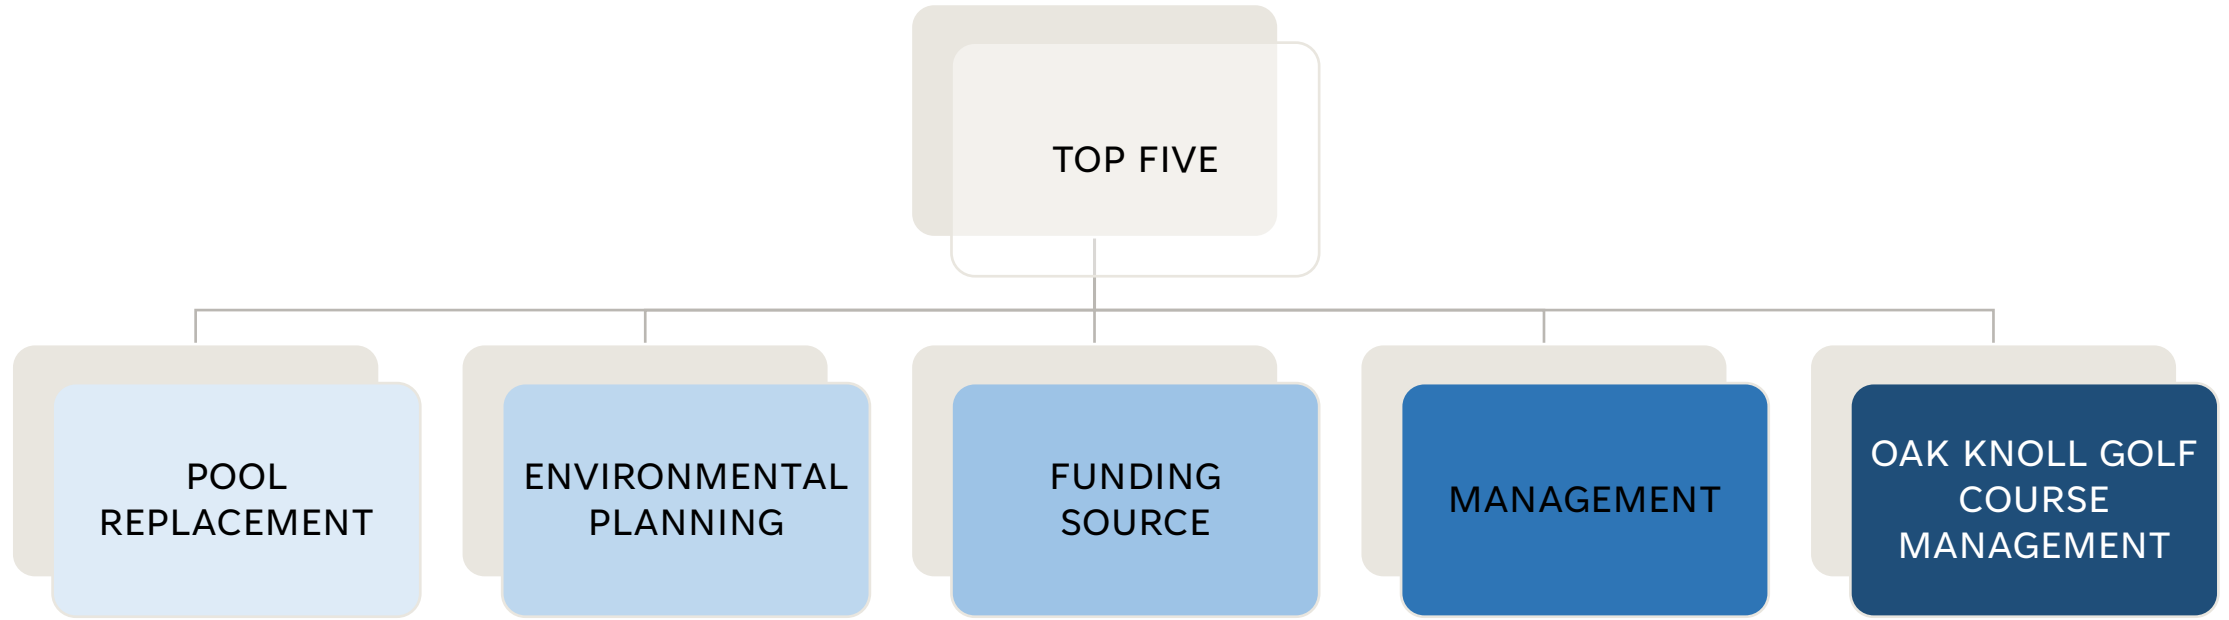 TOP FIVE
POOL
REPLACEMENT
ENVIRONMENTAL
PLANNING
FUNDING
SOURCE
MANAGEMENT
OAK KNOLL GOLF
COURSE
MANAGEMENT